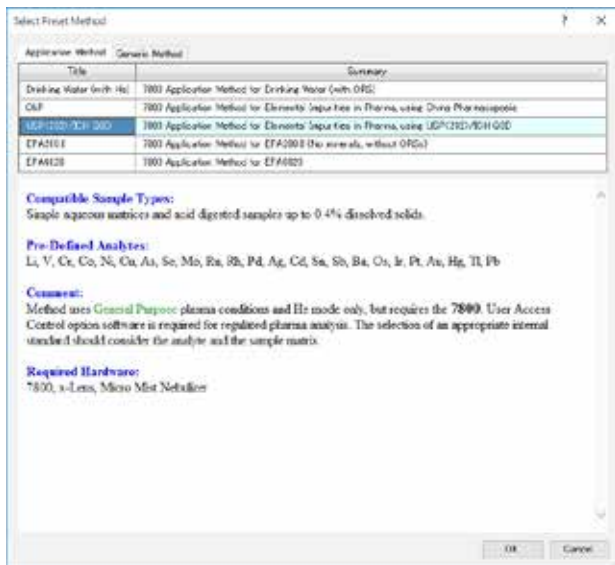 Select Preset Method ? ×
Application Method Generic Method
Title Summary
Drinking Water (with He) 7800 Application Method for Drinking Water (with ORS)
7800 Application Method for Elemental Impurities in Pharma, using China Pharmacopoeia
USP<232>/ICH Q3D 7800 Application Method for Elemental Impurities in Pharma, using USP<232>/ICH Q3D
7800 Application Method for EPA200.8 (No minerals, without ORS)
EPA6020 7800 Application Method for EPA6020
Compatible Sample Types:
Simple aqueous matrices and acid digested samples up to 0.4% dissolved solids.
Pre-Defined Analytes:
Li, V, Cr, Co, Ni, Cu, As, Se, Mo, Ru, Rh, Pd, Ag, Cd, Sn, Sb, Ba, Os, Ir, Pt, Au, Hg, Tl, Pb
Comment:
Method uses General Purpose plasma conditions and He mode only, but requires the 7800. User Access
Control option software is required for regulated pharma analysis. The selection of an appropriate internal
standard should consider the analyte and the sample matrix.
Required Hardware:
7800, x-Lens, Micro Mist Nebulizer
OK Cancel